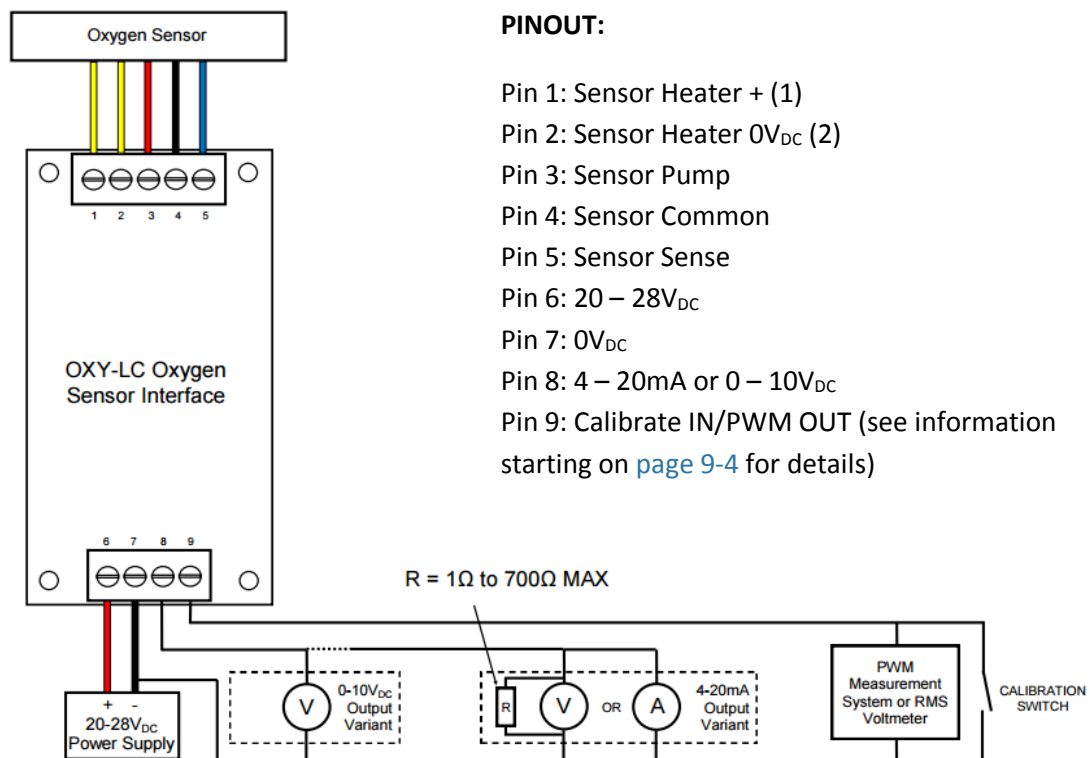 Oxygen Sensor
1 2 3 4 5
OXY-LC Oxygen
Sensor Interface
6 7 8 9
PINOUT:
Pin 1: Sensor Heater + (1)
Pin 2: Sensor Heater 0VDC (2)
Pin 3: Sensor Pump
Pin 4: Sensor Common
Pin 5: Sensor Sense
Pin 6: 20 – 28VDC
Pin 7: 0VDC
Pin 8: 4 – 20mA or 0 – 10VDC
Pin 9: Calibrate IN/PWM OUT (see information
starting on page 9-4 for details)
R = 1Ω to 700Ω MAX
+ -
20-28VDC
Power Supply
V
0-10VDC
Output
Variant
R
V
OR
A
4-20mA
Output
Variant
PWM
Measurement
System or RMS
Voltmeter
CALIBRATION
SWITCH